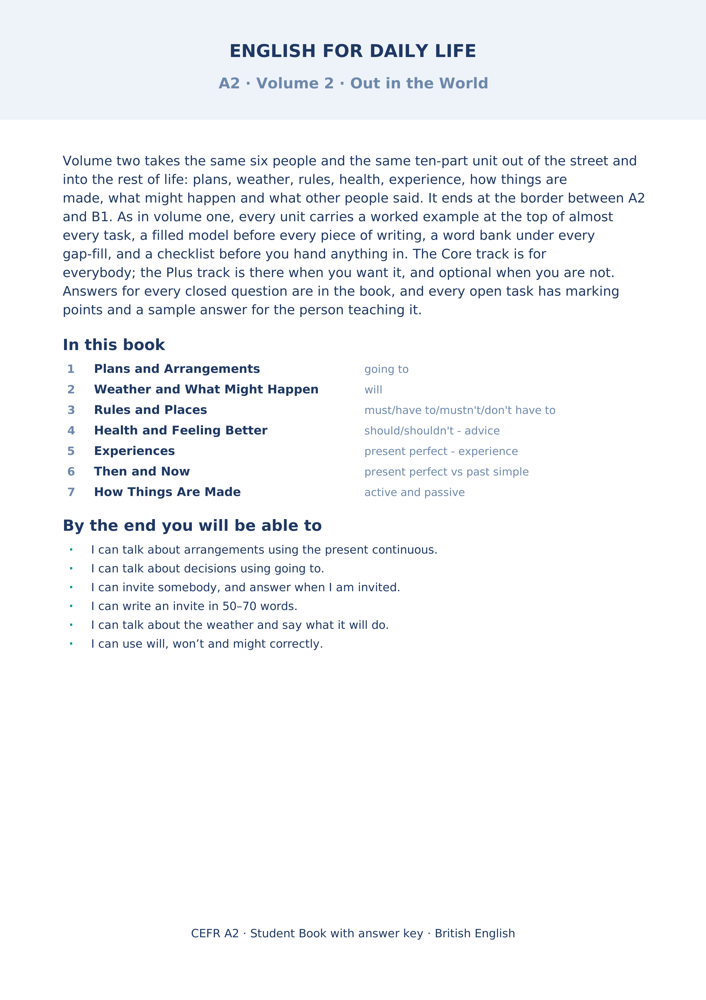 ENGLISH FOR DAILY LIFE
A2 · Volume 2 · Out in the World
Volume two takes the same six people and the same ten-part unit out of the street and
into the rest of life: plans, weather, rules, health, experience, how things are
made, what might happen and what other people said. It ends at the border between A2
and B1. As in volume one, every unit carries a worked example at the top of almost
every task, a filled model before every piece of writing, a word bank under every
gap-fill, and a checklist before you hand anything in. The Core track is for
everybody; the Plus track is there when you want it, and optional when you are not.
Answers for every closed question are in the book, and every open task has marking
points and a sample answer for the person teaching it.
In this book
1 Plans and Arrangements going to
2 Weather and What Might Happen will
3 Rules and Places must/have to/mustn't/don't have to
4 Health and Feeling Better should/shouldn't - advice
5 Experiences present perfect - experience
6 Then and Now present perfect vs past simple
7 How Things Are Made active and passive
By the end you will be able to
· I can talk about arrangements using the present continuous.
· I can talk about decisions using going to.
· I can invite somebody, and answer when I am invited.
· I can write an invite in 50–70 words.
· I can talk about the weather and say what it will do.
· I can use will, won’t and might correctly.
CEFR A2 · Student Book with answer key · British English